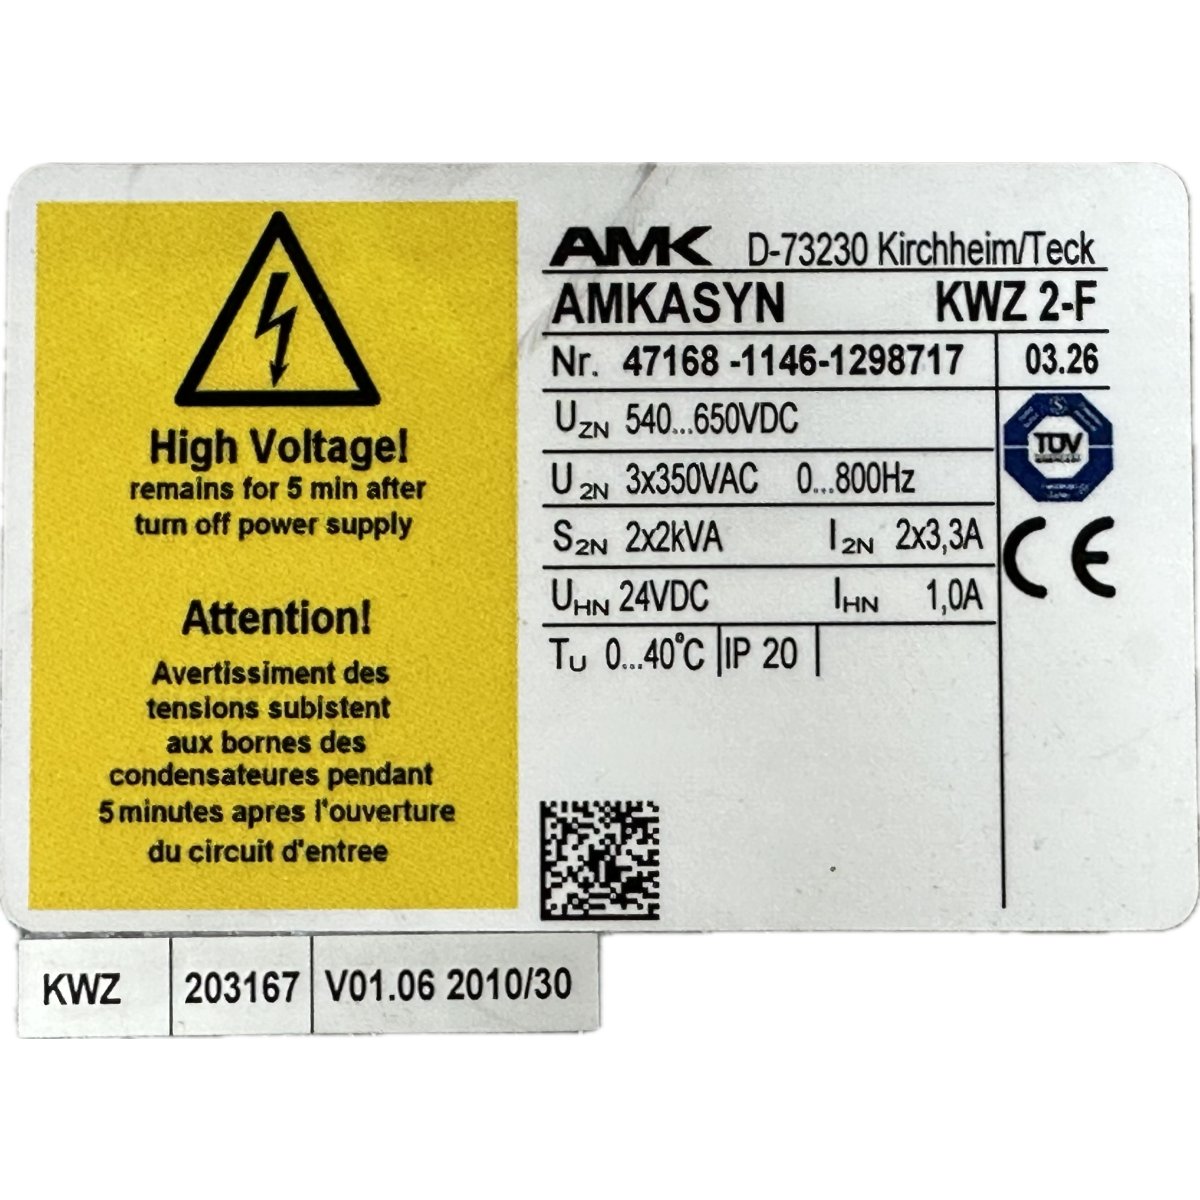 High Voltage!
remains for 5 min after
turn off power supply
Attention!
Avertissiment des
tensions subistent
aux bornes des
condensateures pendant
5 minutes apres l'ouverture
du circuit d'entree
AMK D-73230 Kirchheim/Teck
AMKASYN KWZ 2-F
Nr. 47168 -1146-1298717 03.26
UZN 540...650VDC
TÜV
U2N 3x350VAC 0...800Hz
S2N 2x2kVA I2N 2x3,3A
CE
UHN 24VDC IHN 1,0A
TU 0...40°C IP 20
KWZ 203167 V01.06 2010/30